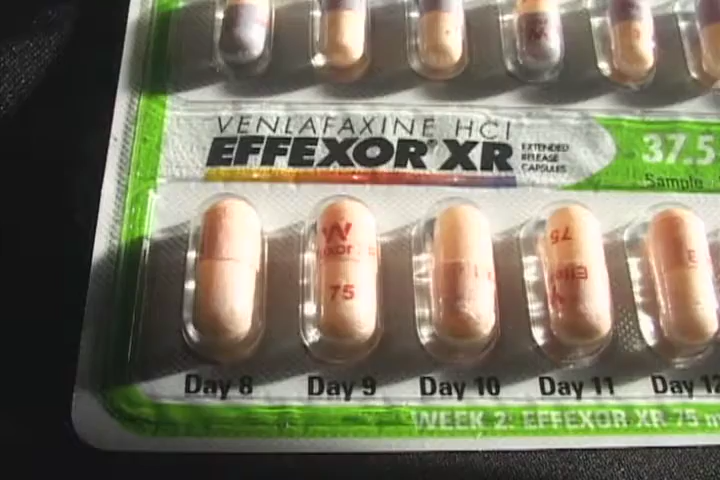 VENLAFAXINE HCl
EFFEXOR® XR
EXTENDED
RELEASE
CAPSULES
37.5
Sample
W
75
75
Day 8 Day 9 Day 10 Day 11 Day 12
WEEK 2: EFFEXOR XR 75 m